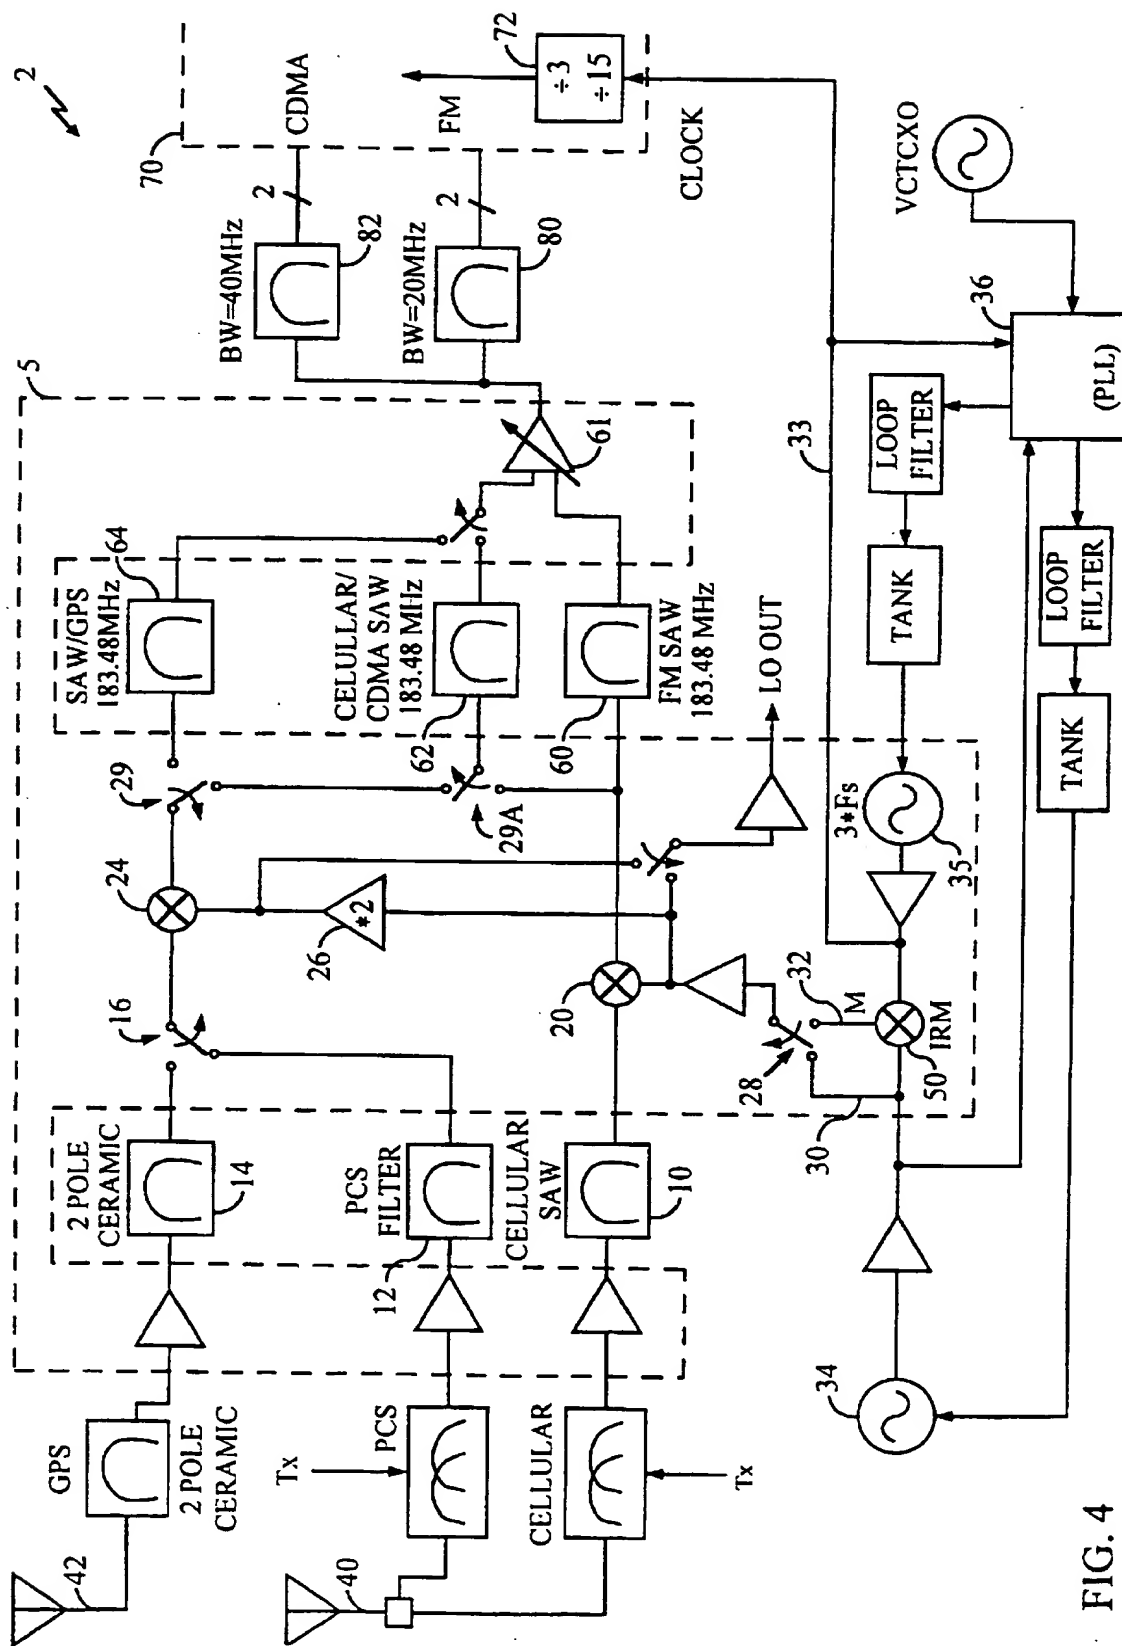 2
70
CDMA
FM
72
÷3
÷15
CLOCK
2
2
BW=40MHz
82
BW=20MHz
80
VCTCXO
5
61
33
36
(PLL)
LOOP
FILTER
LOOP
FILTER
TANK
TANK
64
SAW/GPS
183.48MHz
CELULLAR/
CDMA SAW
183.48 MHz
62
FM SAW
183.48 MHz
60
LO OUT
29
29A
24
*2
26
3*Fs
35
16
20
32
M
28
IRM
50
30
2 POLE
CERAMIC
14
PCS
FILTER
12
CELLULAR
SAW
10
34
GPS
2 POLE
CERAMIC
Tx
PCS
CELLULAR
Tx
42
40
FIG. 4